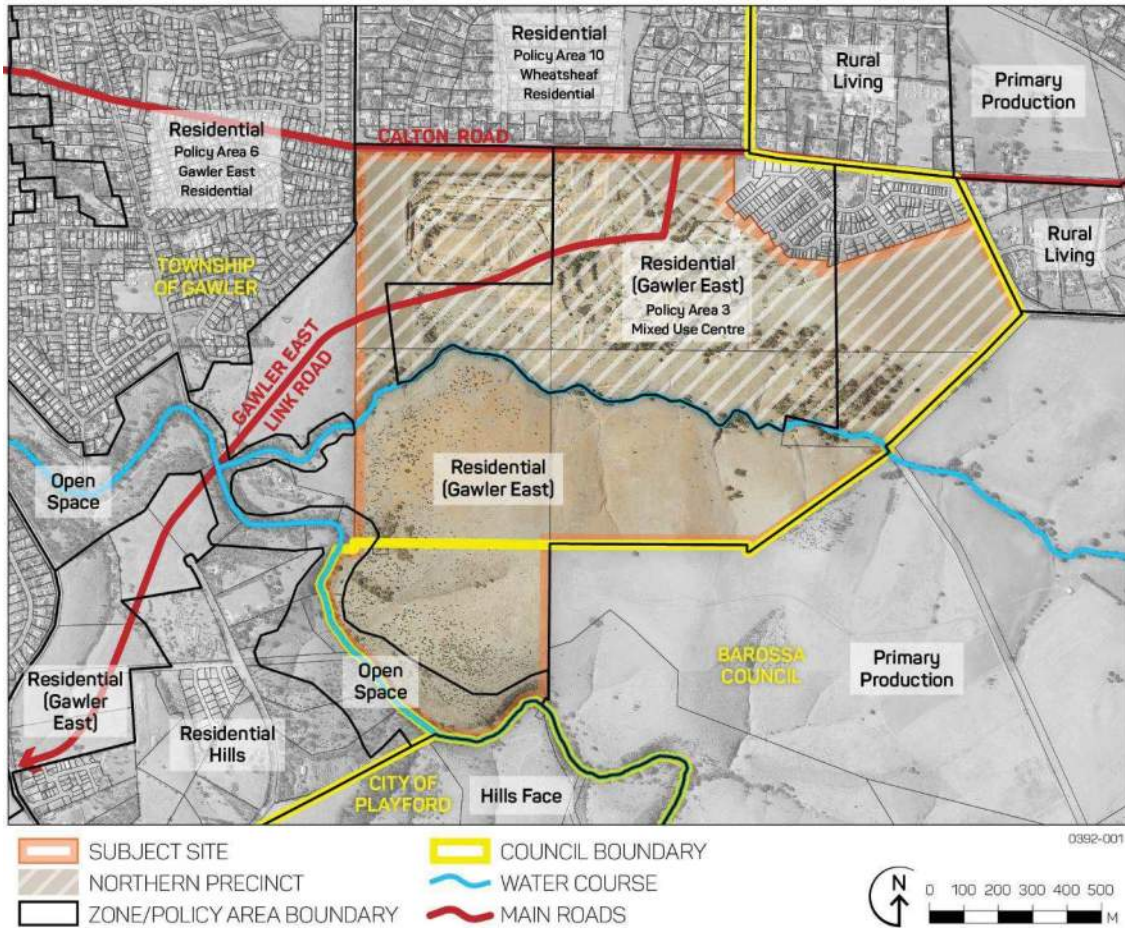 Residential
Policy Area 10
Wheatsheaf
Residential
Rural
Living
Primary
Production
Residential
Policy Area 6
Gawler East
Residential
CALTON ROAD
Rural
Living
TOWNSHIP
OF GAWLER
Residential
(Gawler East)
Policy Area 3
Mixed Use Centre
GAWLER EAST
LINK ROAD
Open
Space
Residential
(Gawler East)
Residential
(Gawler
East)
Residential
Hills
Open
Space
BAROSSA
COUNCIL
Primary
Production
CITY OF
PLAYFORD
Hills Face
0392-001
SUBJECT SITE
NORTHERN PRECINCT
ZONE/POLICY AREA BOUNDARY
COUNCIL BOUNDARY
WATER COURSE
MAIN ROADS
N
0 100 200 300 400 500
M